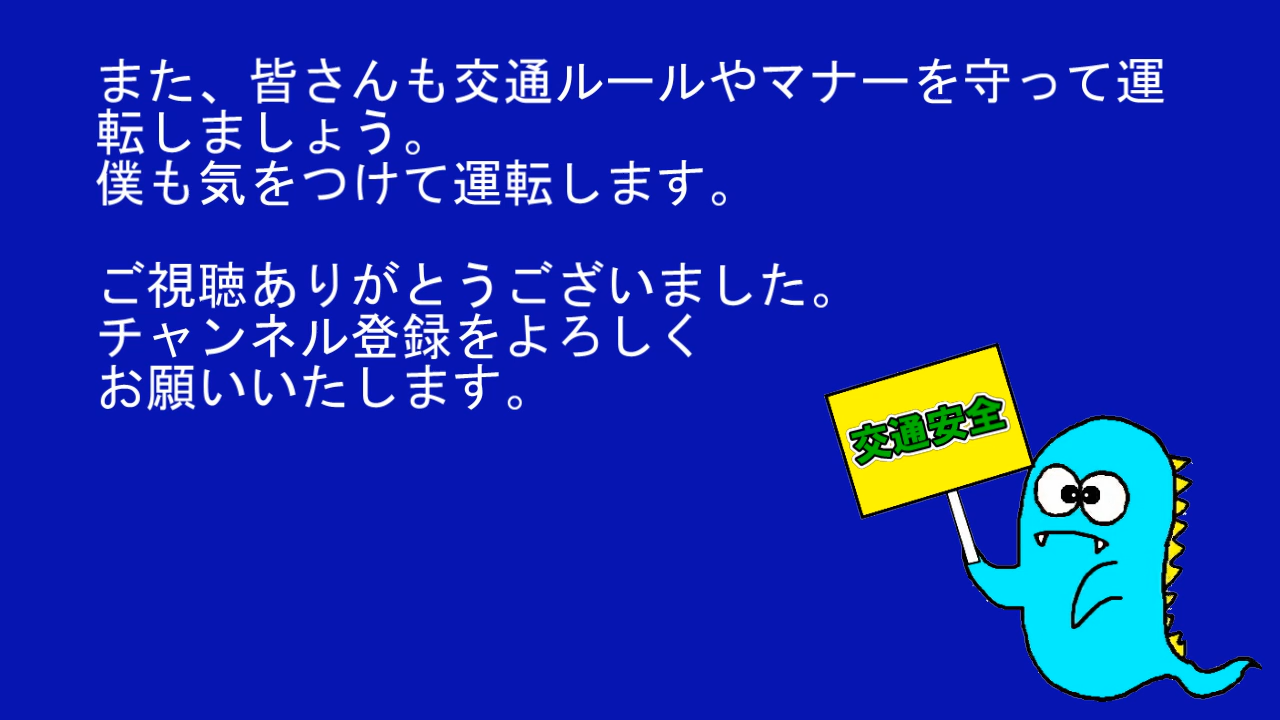 また、皆さんも交通ルールやマナーを守って運
転しましょう。
僕も気をつけて運転します。
ご視聴ありがとうございました。
チャンネル登録をよろしく
お願いいたします。
交通安全